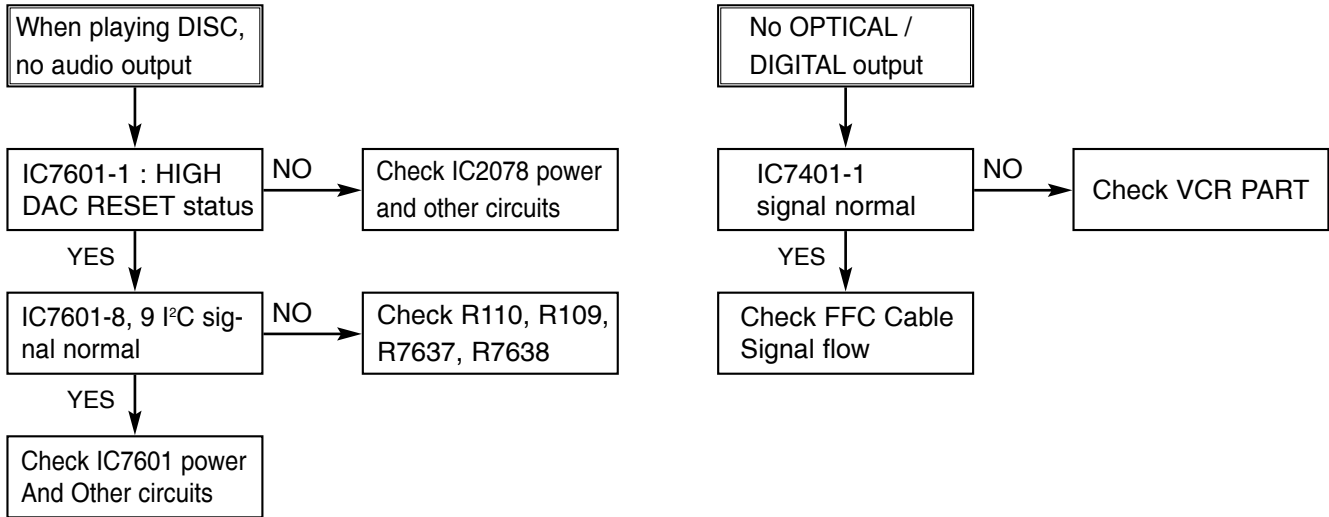 When playing DISC,
no audio output
IC7601-1 : HIGH
DAC RESET status
NO
Check IC2078 power
and other circuits
YES
IC7601-8, 9 I²C sig-
nal normal
NO
Check R110, R109,
R7637, R7638
YES
Check IC7601 power
And Other circuits
No OPTICAL /
DIGITAL output
IC7401-1
signal normal
NO
Check VCR PART
YES
Check FFC Cable
Signal flow